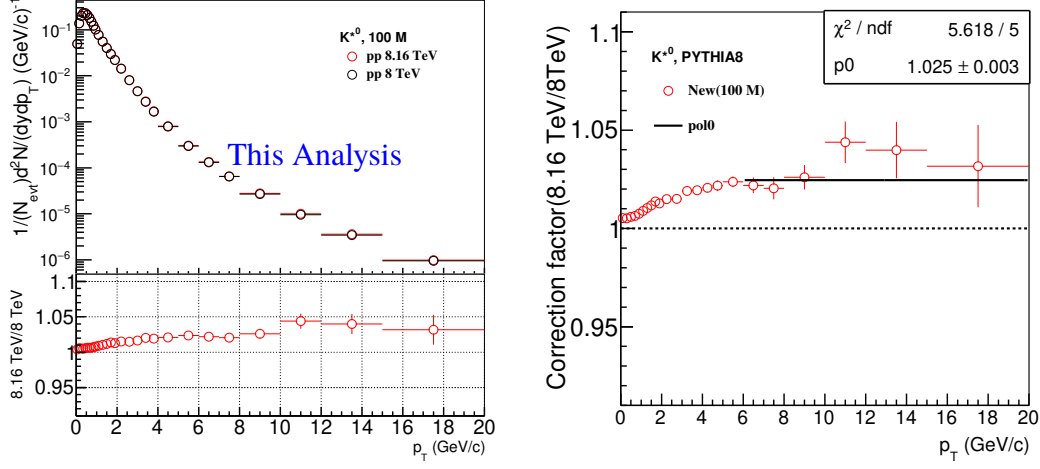 1/(N_evt)d²N/(dydp_T) (GeV/c)⁻¹
10⁻¹
10⁻²
10⁻³
10⁻⁴
10⁻⁵
10⁻⁶
K*⁰, 100 M
pp 8.16 TeV
pp 8 TeV
This Analysis
8.16 TeV/8 TeV
1.1
1.05
1
0.95
0 2 4 6 8 10 12 14 16 18 20
p_T (GeV/c)
Correction factor(8.16 TeV/8TeV)
1.1
1.05
1
0.95
χ² / ndf 5.618 / 5
p0 1.025 ± 0.003
K*⁰, PYTHIA8
New(100 M)
pol0
0 2 4 6 8 10 12 14 16 18 20
p_T (GeV/c)